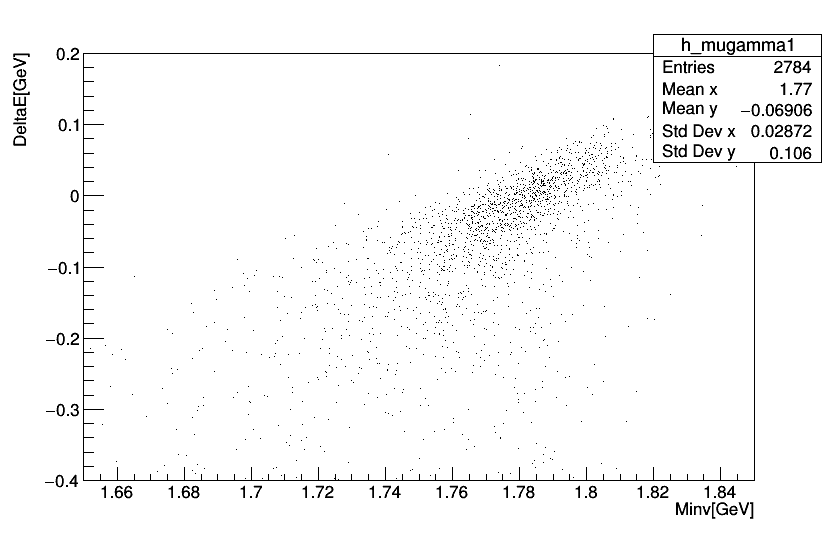 h_mugamma1
Entries 2784
Mean x 1.77
Mean y −0.06906
Std Dev x 0.02872
Std Dev y 0.106
DeltaE[GeV]
0.2
0.1
0
−0.1
−0.2
−0.3
−0.4
1.66 1.68 1.7 1.72 1.74 1.76 1.78 1.8 1.82 1.84
Minv[GeV]